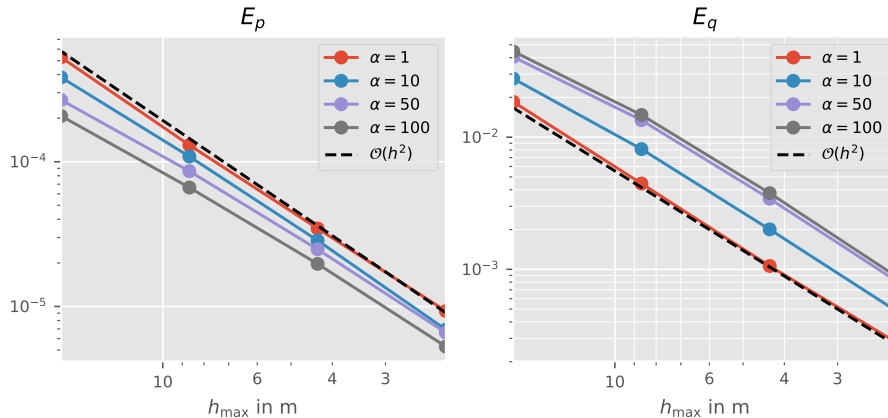 E_p
10⁻⁴
10⁻⁵
10
6
4
3
h_max in m
α = 1
α = 10
α = 50
α = 100
𝒪(h²)
E_q
10⁻²
10⁻³
10
6
4
3
h_max in m
α = 1
α = 10
α = 50
α = 100
𝒪(h²)